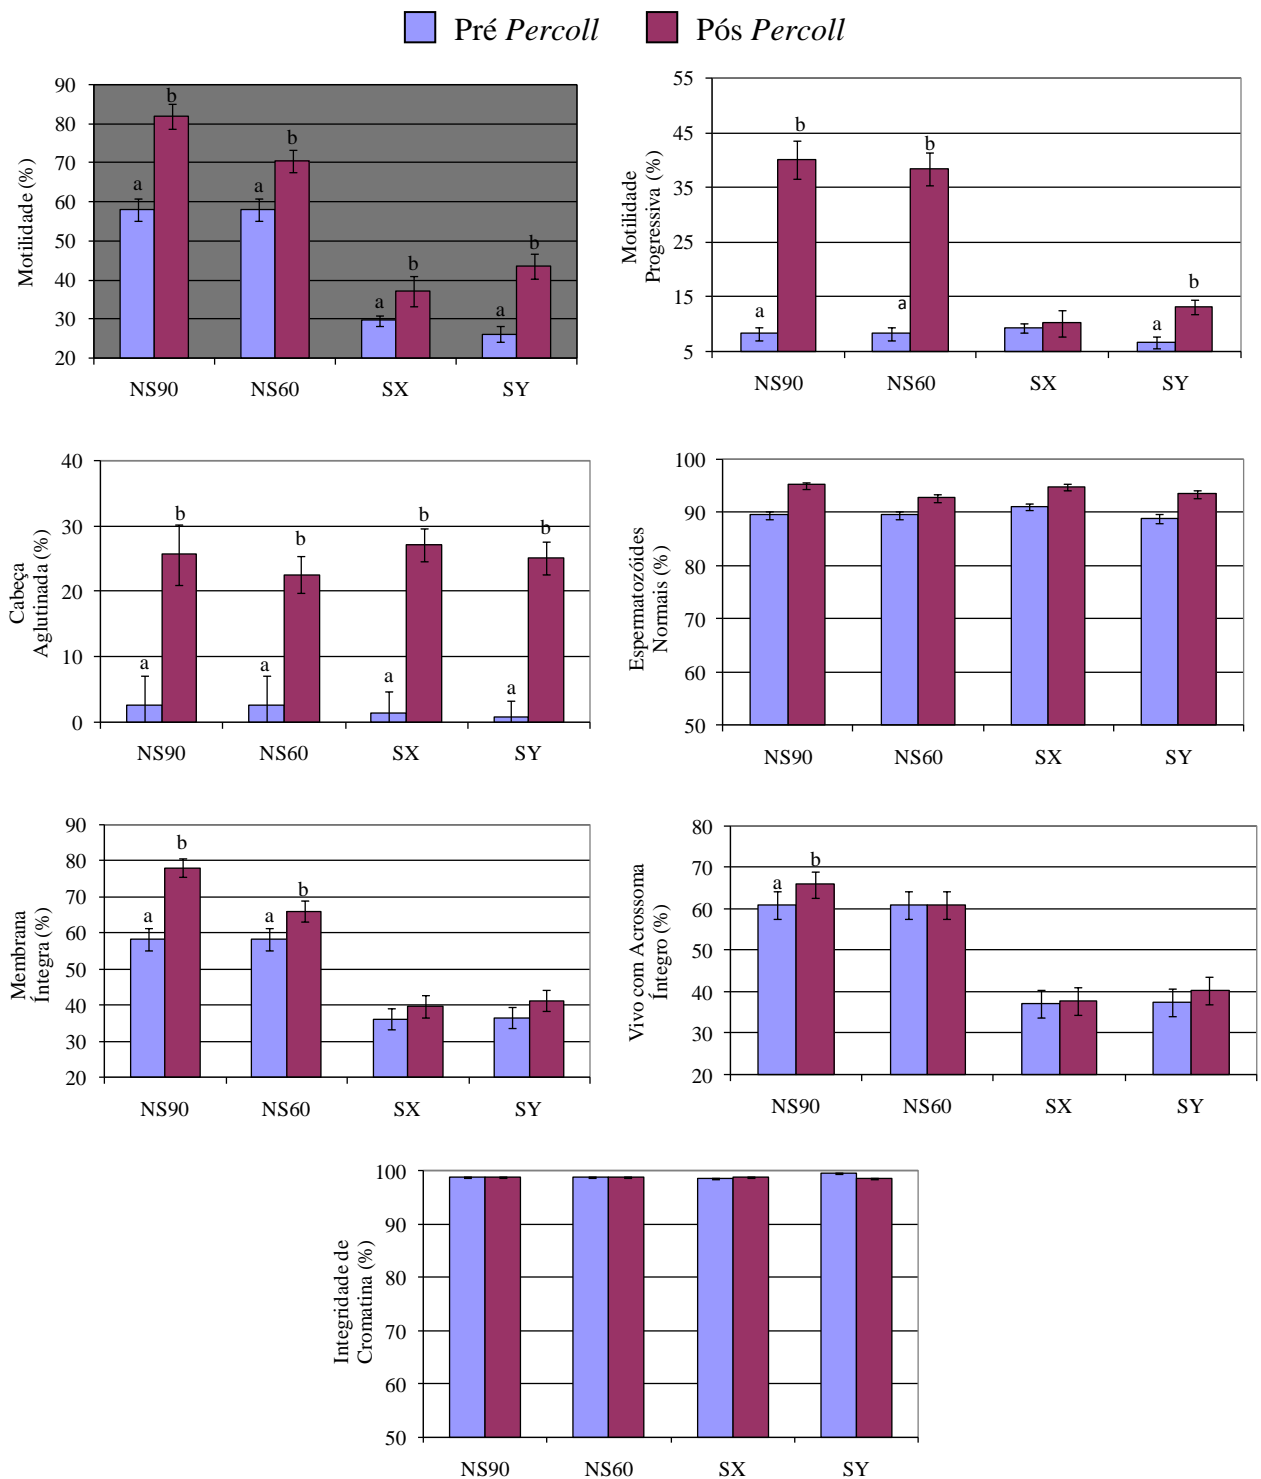 Pré Percoll Pós Percoll
Motilidade (%)
90
80
70
60
50
40
30
20
a b a b a b a b
NS90 NS60 SX SY
Motilidade
Progressiva (%)
55
45
35
25
15
5
a b a b a b
NS90 NS60 SX SY
Cabeça
Aglutinada (%)
40
30
20
10
0
a b a b a b a b
NS90 NS60 SX SY
Espermatozóides
Normais (%)
100
90
80
70
60
50
NS90 NS60 SX SY
Membrana
Íntegra (%)
90
80
70
60
50
40
30
20
a b a b
NS90 NS60 SX SY
Vivo com Acrossoma
Íntegro (%)
80
70
60
50
40
30
20
a b
NS90 NS60 SX SY
Integridade de
Cromatina (%)
100
90
80
70
60
50
NS90 NS60 SX SY